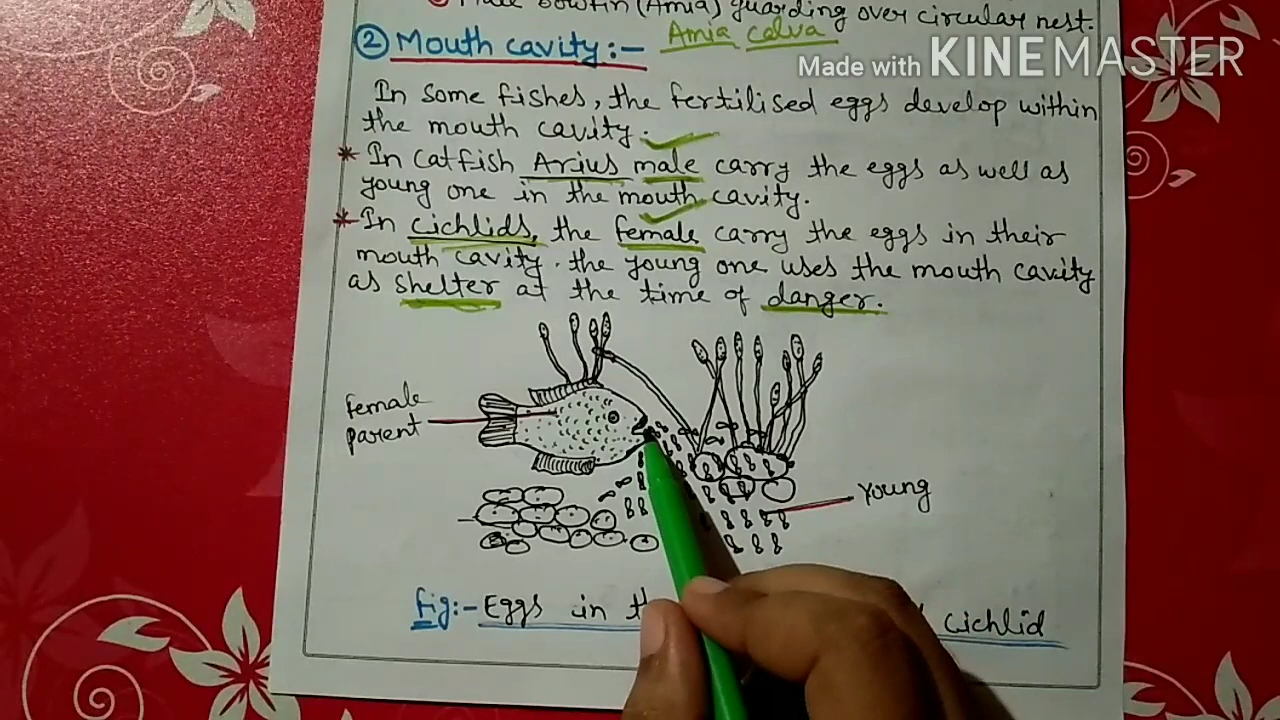 Male bowfin (Amia) guarding over circular nest.
② Mouth cavity:- Amia calva
Made with KINEMASTER
In some fishes, the fertilised eggs develop within
the mouth cavity.
* In catfish Arius male carry the eggs as well as
young one in the mouth cavity.
* In cichlids, the female carry the eggs in their
mouth cavity. the young one uses the mouth cavity
as shelter at the time of danger.
female
parent
young
fig:- Eggs in cichlid